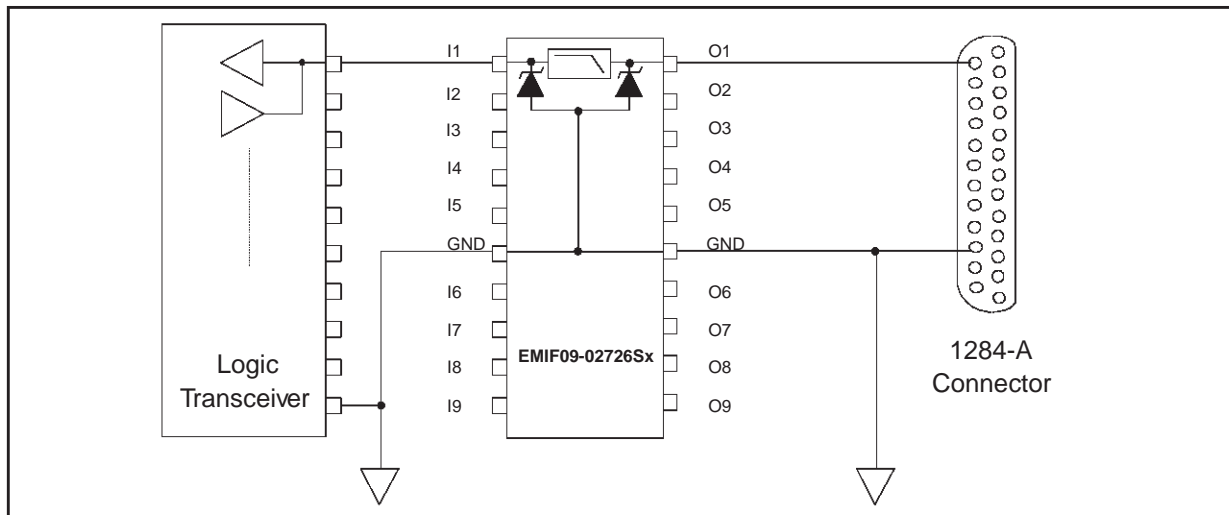 I1
O1
I2
O2
I3
O3
I4
O4
I5
O5
GND
GND
I6
O6
I7
O7
EMIF09-02726Sx
I8
O8
I9
O9
Logic
Transceiver
1284-A
Connector